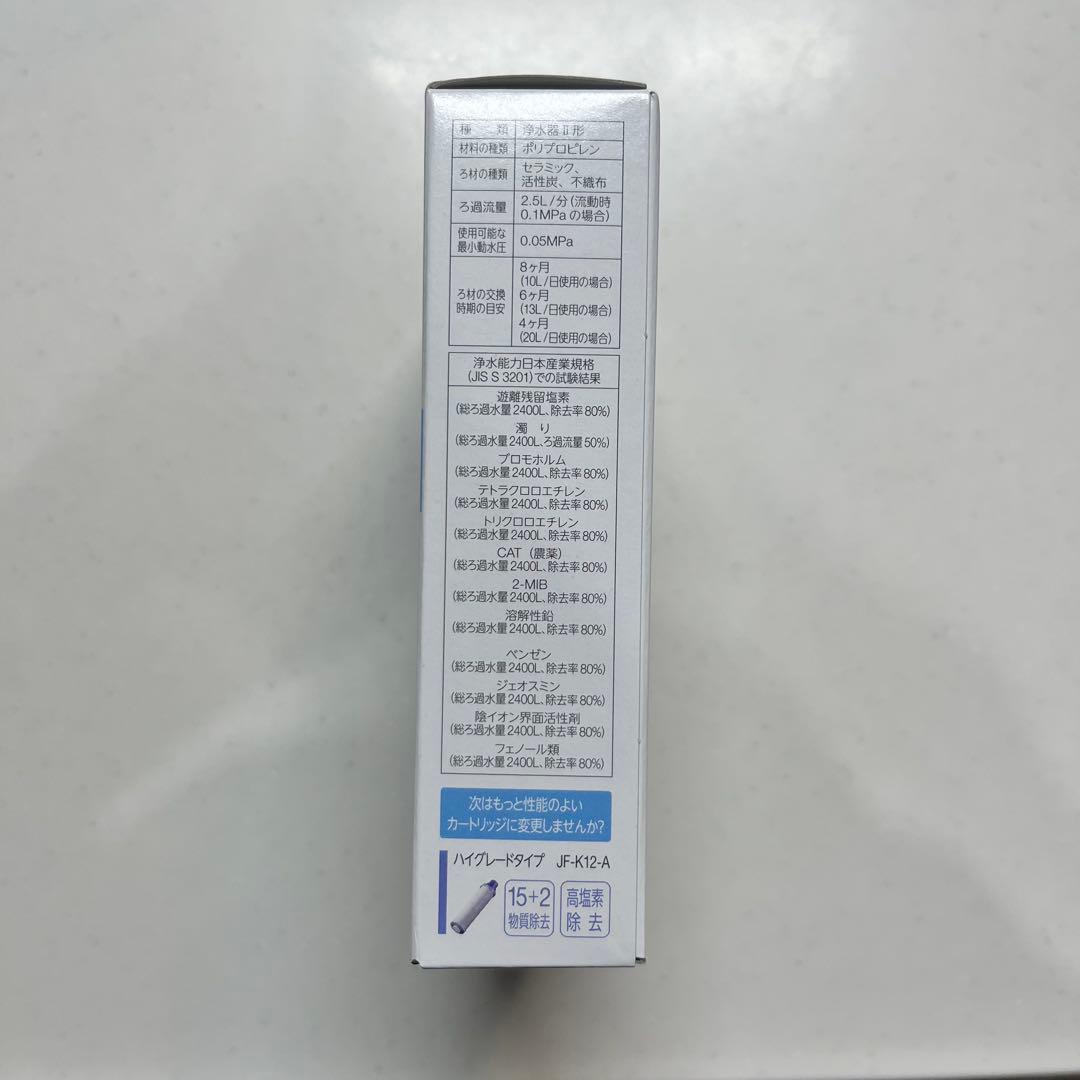 種　類 浄水器Ⅱ形
材料の種類 ポリプロピレン
ろ材の種類 セラミック、
活性炭、不織布
ろ過流量 2.5L/分(流動時
0.1MPaの場合)
使用可能な
最小動水圧 0.05MPa
ろ材の交換
時期の目安
8ヶ月
(10L/日使用の場合)
6ヶ月
(13L/日使用の場合)
4ヶ月
(20L/日使用の場合)
浄水能力日本産業規格
(JIS S 3201)での試験結果
遊離残留塩素
(総ろ過水量2400L、除去率80%)
濁り
(総ろ過水量2400L、ろ過流量50%)
ブロモホルム
(総ろ過水量2400L、除去率80%)
テトラクロロエチレン
(総ろ過水量2400L、除去率80%)
トリクロロエチレン
(総ろ過水量2400L、除去率80%)
CAT(農薬)
(総ろ過水量2400L、除去率80%)
2-MIB
(総ろ過水量2400L、除去率80%)
溶解性鉛
(総ろ過水量2400L、除去率80%)
ベンゼン
(総ろ過水量2400L、除去率80%)
ジェオスミン
(総ろ過水量2400L、除去率80%)
陰イオン界面活性剤
(総ろ過水量2400L、除去率80%)
フェノール類
(総ろ過水量2400L、除去率80%)
次はもっと性能のよい
カートリッジに変更しませんか?
ハイグレードタイプ JF-K12-A
15+2
物質除去
高塩素
除去